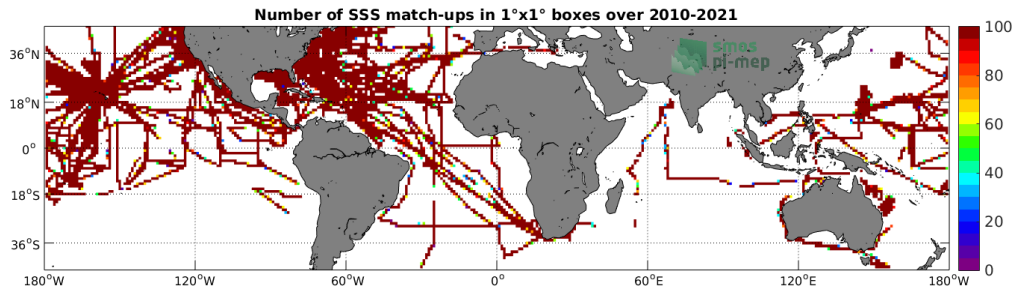 Number of SSS match-ups in 1°x1° boxes over 2010-2021
smos
pi-mep
36°N
18°N
0°
18°S
36°S
180°W 120°W 60°W 0° 60°E 120°E 180°W
100
80
60
40
20
0